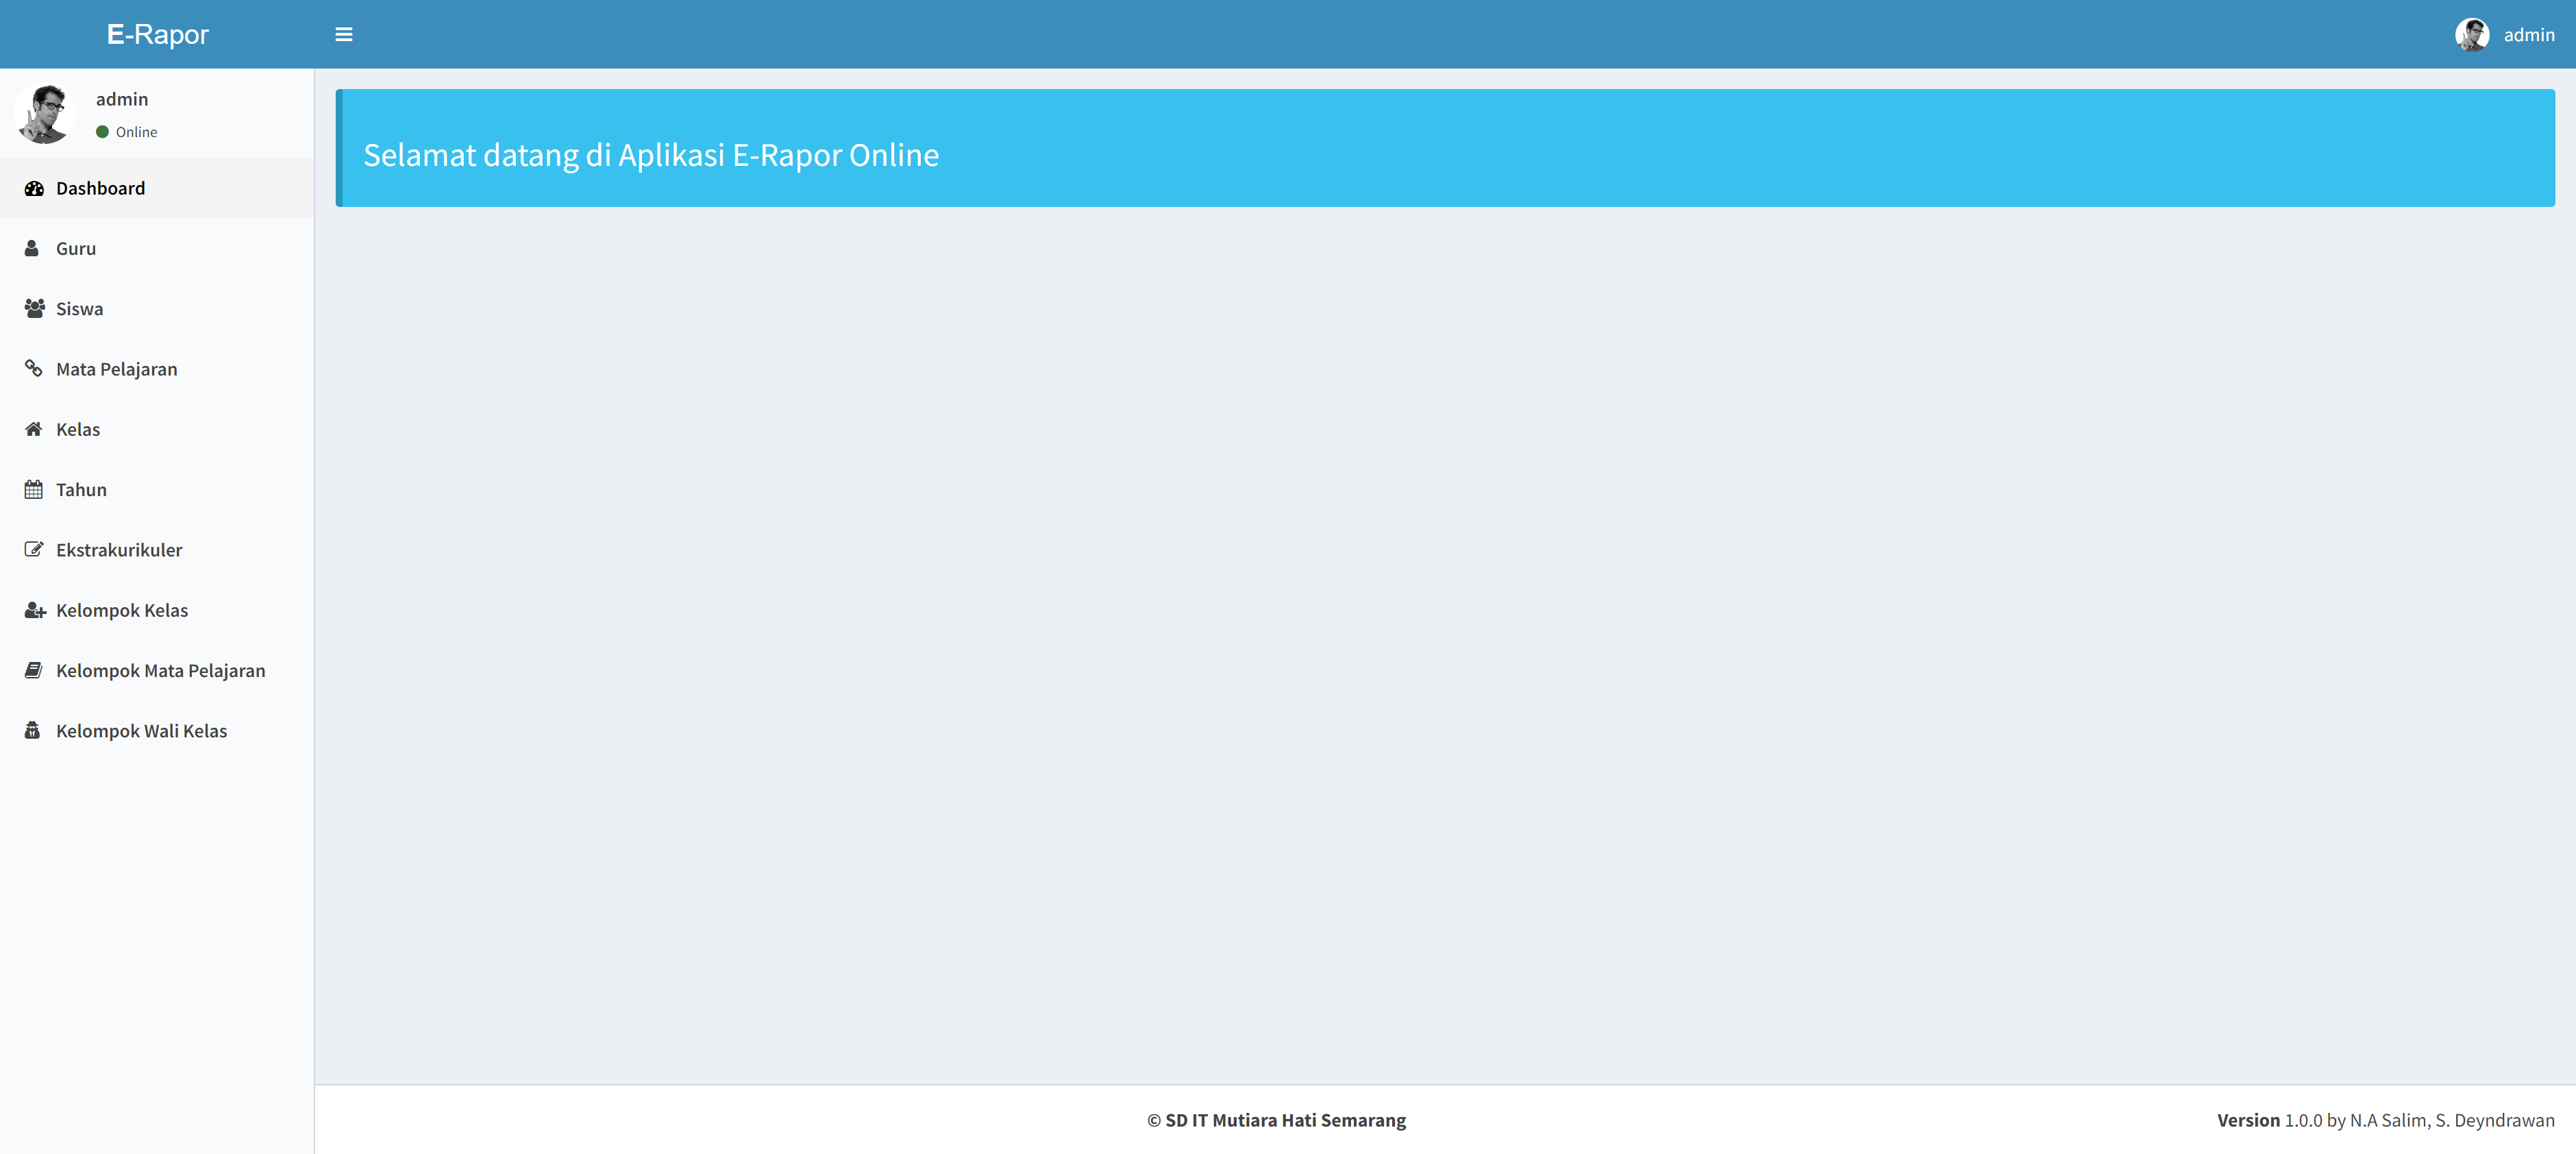 E-Rapor
admin
admin
Online
Dashboard
Guru
Siswa
Mata Pelajaran
Kelas
Tahun
Ekstrakurikuler
Kelompok Kelas
Kelompok Mata Pelajaran
Kelompok Wali Kelas
Selamat datang di Aplikasi E-Rapor Online
© SD IT Mutiara Hati Semarang
Version 1.0.0 by N.A Salim, S. Deyndrawan